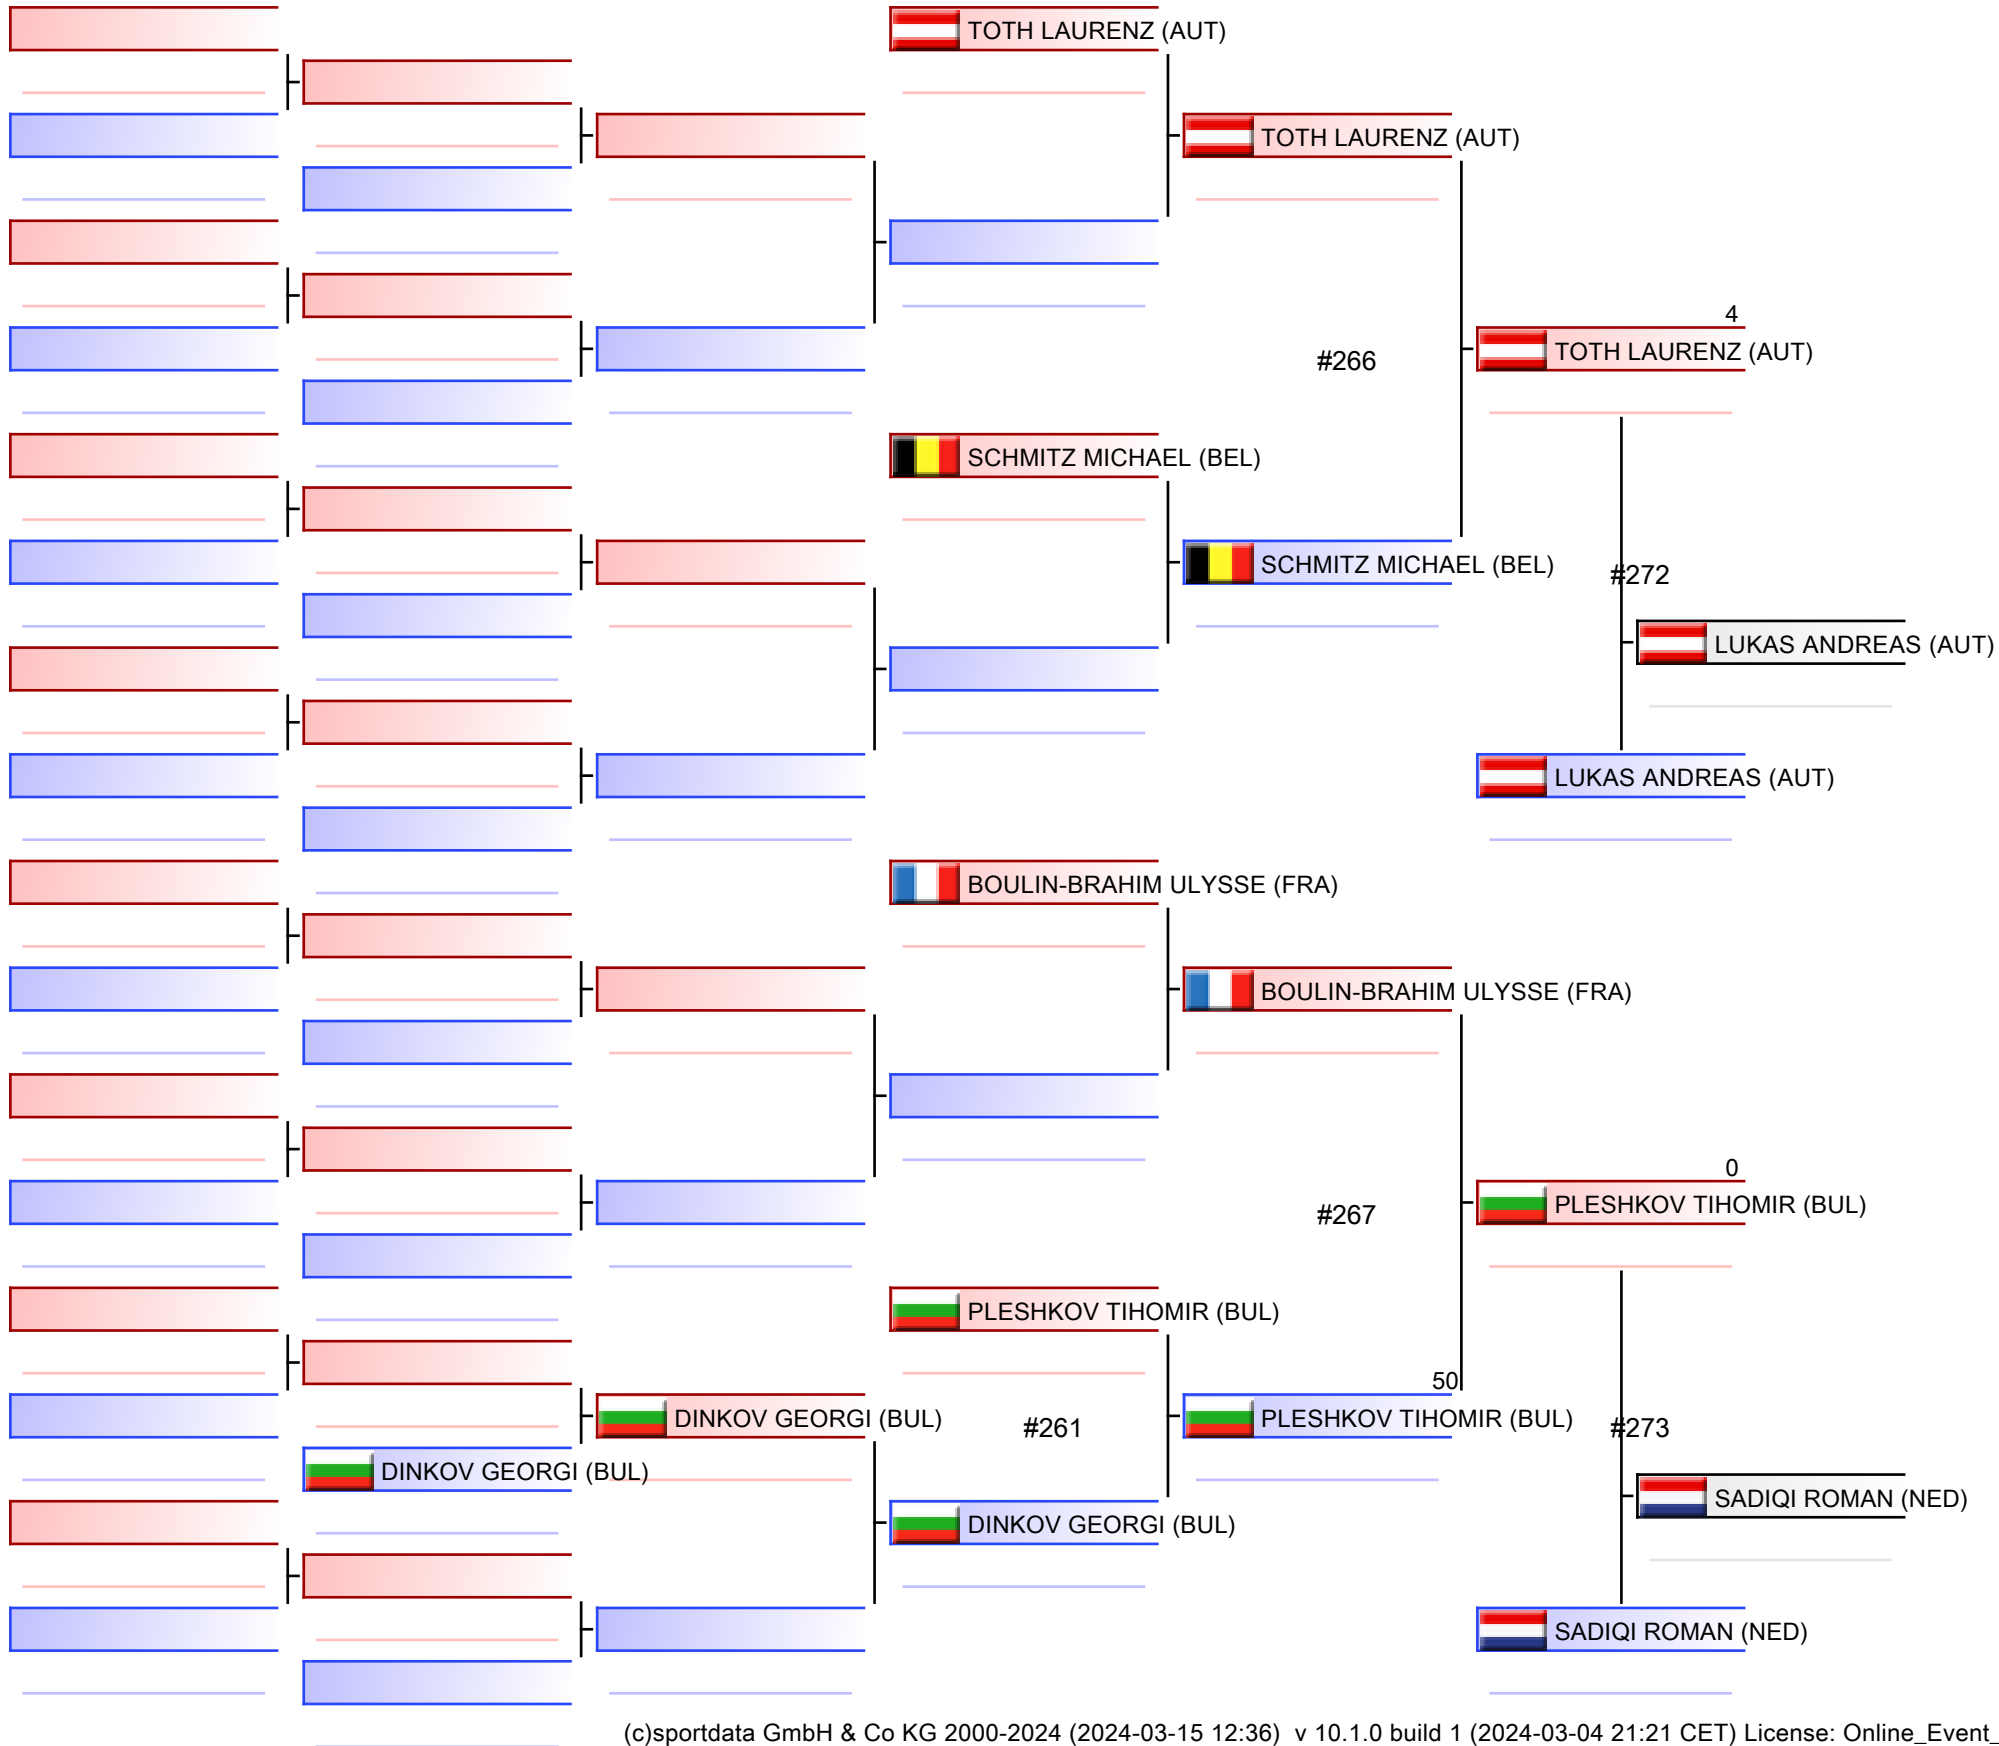 TOTH LAURENZ (AUT)
TOTH LAURENZ (AUT)
4
#266
TOTH LAURENZ (AUT)
SCHMITZ MICHAEL (BEL)
SCHMITZ MICHAEL (BEL)
#272
LUKAS ANDREAS (AUT)
LUKAS ANDREAS (AUT)
BOULIN-BRAHIM ULYSSE (FRA)
BOULIN-BRAHIM ULYSSE (FRA)
0
#267
PLESHKOV TIHOMIR (BUL)
PLESHKOV TIHOMIR (BUL)
50
DINKOV GEORGI (BUL)
#261
PLESHKOV TIHOMIR (BUL)
#273
DINKOV GEORGI (BUL)
SADIQI ROMAN (NED)
DINKOV GEORGI (BUL)
SADIQI ROMAN (NED)
(c)sportdata GmbH & Co KG 2000-2024 (2024-03-15 12:36) v 10.1.0 build 1 (2024-03-04 21:21 CET) License: Online_Event_